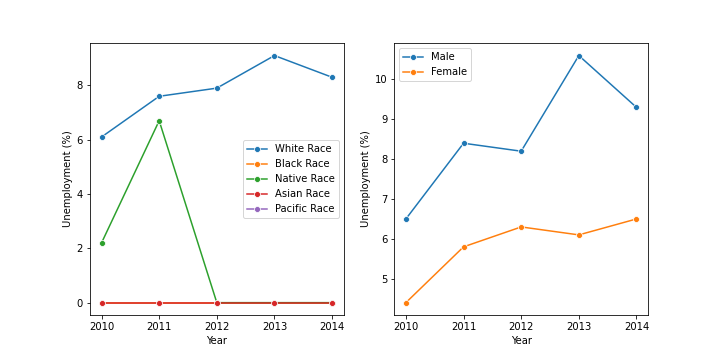 Unemployment (%)
8
6
4
2
0
White Race
Black Race
Native Race
Asian Race
Pacific Race
2010 2011 2012 2013 2014
Year
Unemployment (%)
10
9
8
7
6
5
Male
Female
2010 2011 2012 2013 2014
Year